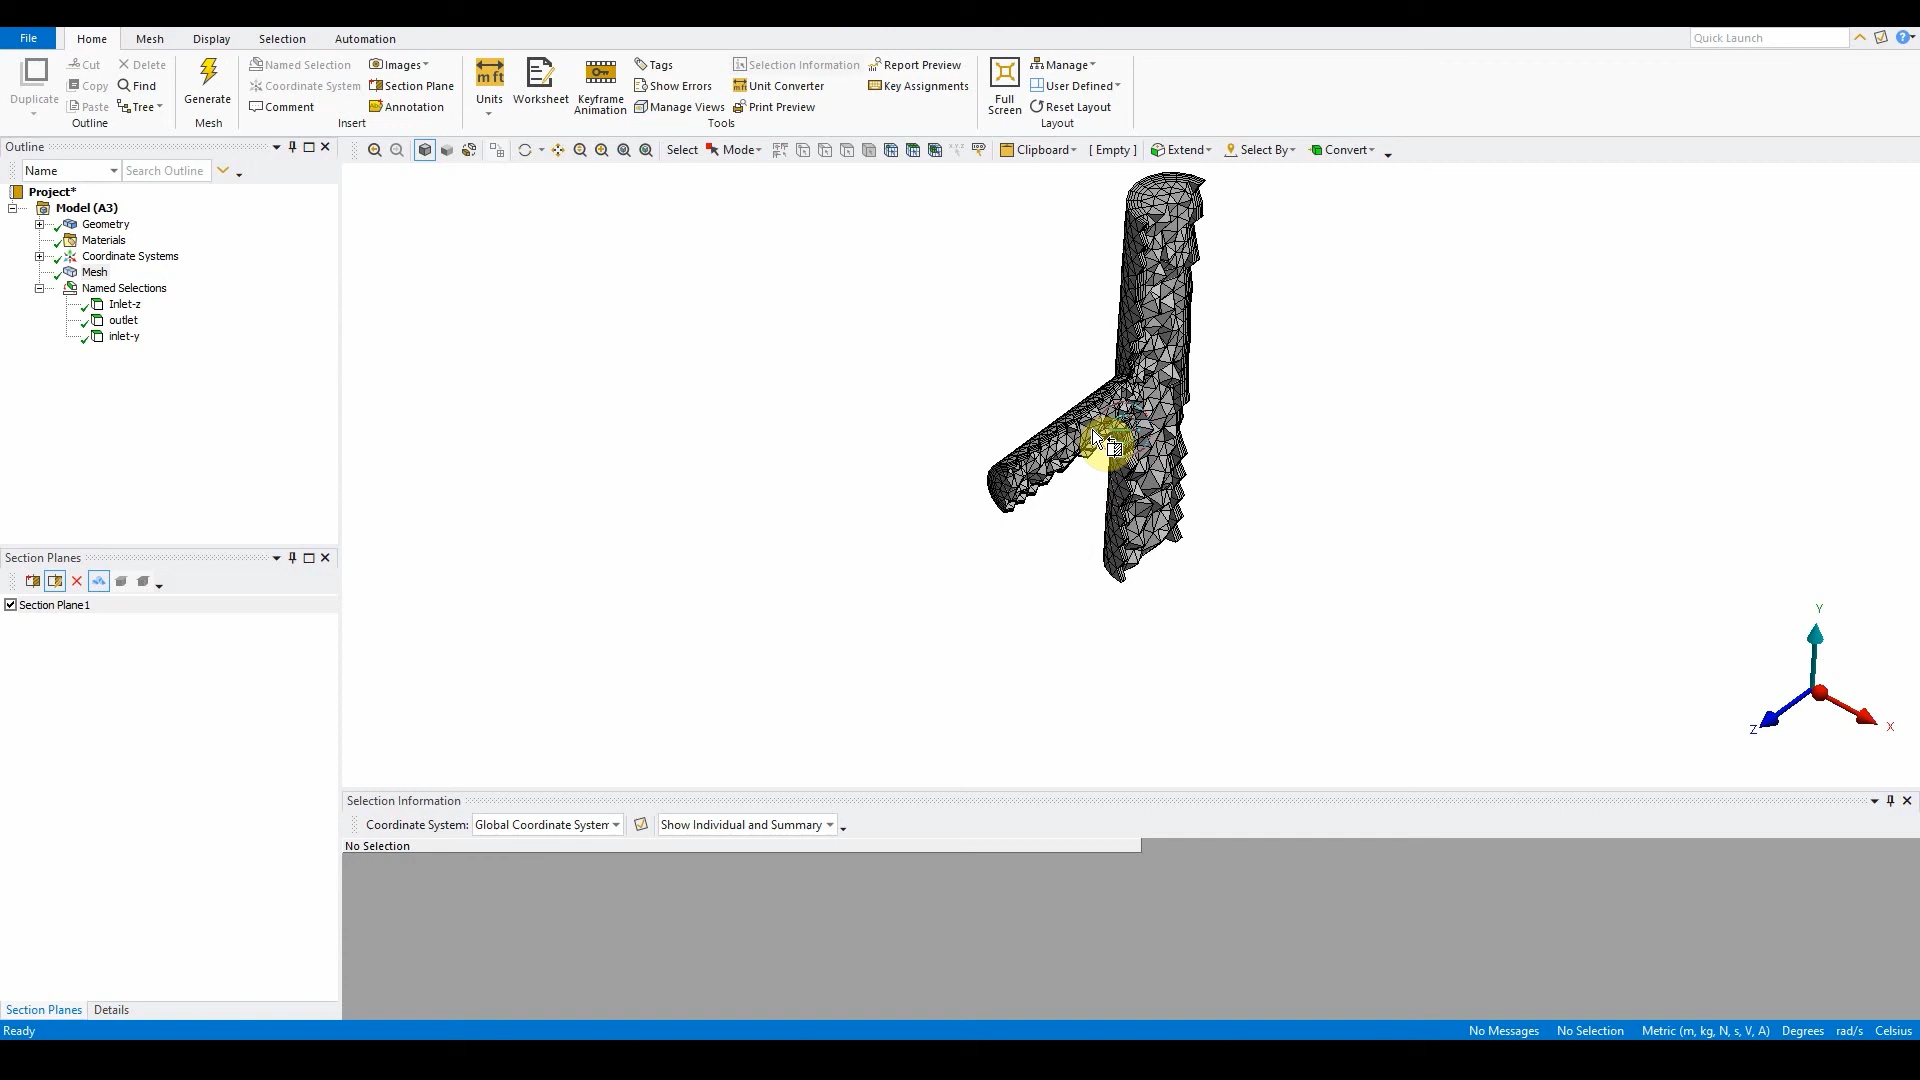 File Home Mesh Display Selection Automation Quick Launch
Duplicate Cut Copy Paste Delete Find Tree Outline
Generate Mesh
Named Selection Coordinate System Comment Images Section Plane Annotation Insert
Units Worksheet Keyframe Animation Tags Show Errors Manage Views Selection Information Unit Converter Print Preview Report Preview Key Assignments Tools
Full Screen Manage User Defined Reset Layout Layout
Outline
Select Mode Clipboard [ Empty ] Extend Select By Convert
Name Search Outline
Project*
Model (A3)
Geometry
Materials
Coordinate Systems
Mesh
Named Selections
Inlet-z
outlet
inlet-y
Section Planes
Section Plane1
Y
Z
X
Selection Information
Coordinate System: Global Coordinate System Show Individual and Summary
No Selection
Section Planes Details
Ready No Messages No Selection Metric (m, kg, N, s, V, A) Degrees rad/s Celsius